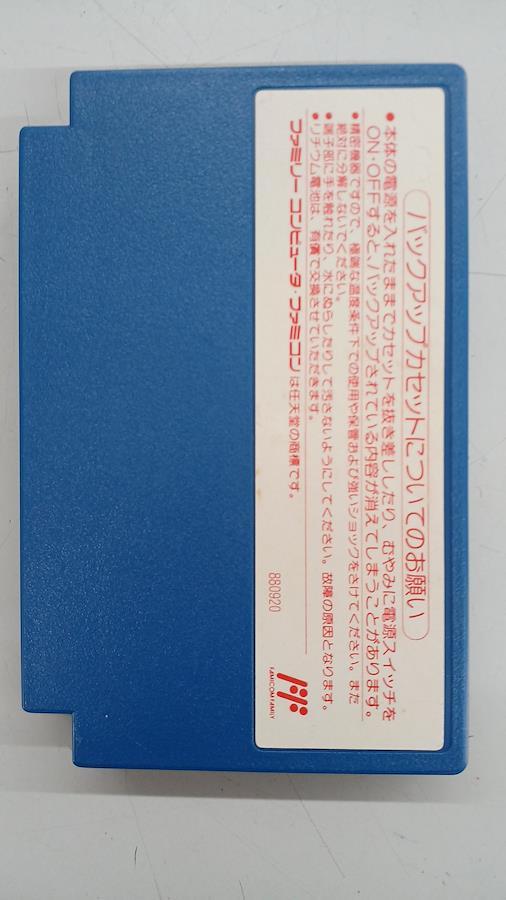 バックアップカセットについてのお願い
●本体の電源を入れたままでカセットを抜き差ししたり、むやみに電源スイッチを
ON・OFFすると、バックアップされている内容が消えてしまうことがあります。
●精密機器ですので、極端な温度条件下での使用や保管および強いショックをさけてください。また
絶対に分解しないでください。
●端子部に手を触れたり、水にぬらしたりして汚さないようにしてください。故障の原因となります。
●リチウム電池は、有償で交換させていただきます。
ファミリーコンピュータ・ファミコンは任天堂の商標です。
880920
FAMICOM FAMILY